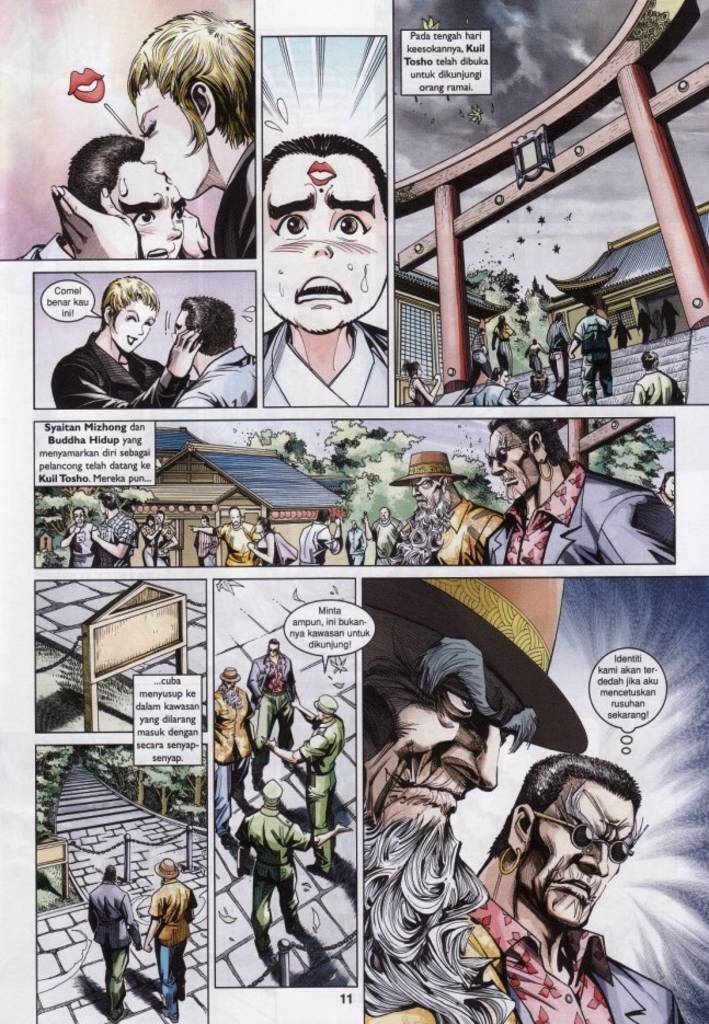 Comel
benar kau
ini!
Pada tengah hari
keesokannya, Kuil
Tosho telah dibuka
untuk dikunjungi
orang ramai.
Syaitan Mizhong dan
Buddha Hidup yang
menyamarkan diri sebagai
pelancong telah datang ke
Kuil Tosho. Mereka pun...
...cuba
menyusup ke
dalam kawasan
yang dilarang
masuk dengan
secara senyap-
senyap.
Minta
ampun, ini bukan-
nya kawasan untuk
dikunjung!
Identiti
kami akan ter-
dedah jika aku
mencetuskan
rusuhan
sekarang!
11